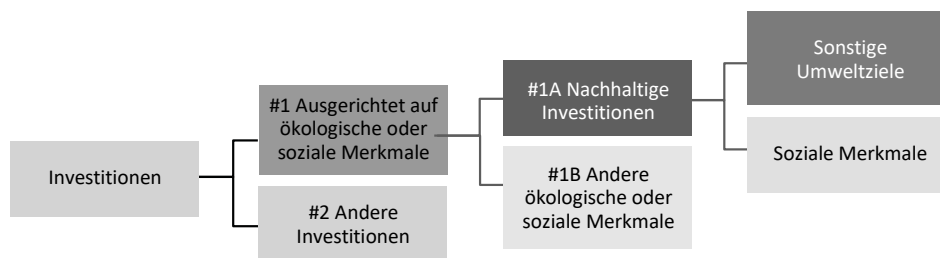 Investitionen
#1 Ausgerichtet auf
ökologische oder
soziale Merkmale
#2 Andere
Investitionen
#1A Nachhaltige
Investitionen
#1B Andere
ökologische oder
soziale Merkmale
Sonstige
Umweltziele
Soziale Merkmale